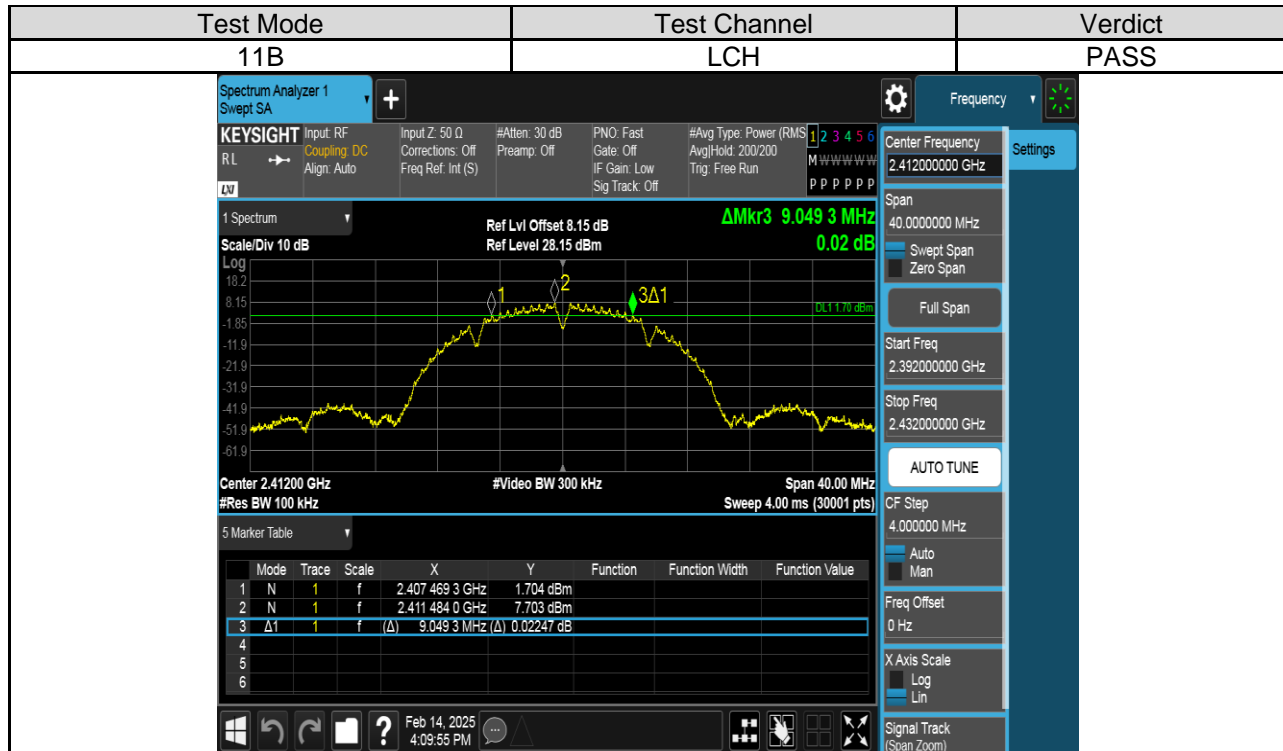 Test Mode Test Channel Verdict
11B LCH PASS
Spectrum Analyzer 1
Swept SA
+
Frequency
KEYSIGHT
RL
LXI
Input: RF
Coupling: DC
Align: Auto
Input Z: 50 Ω
Corrections: Off
Freq Ref: Int (S)
#Atten: 30 dB
Preamp: Off
PNO: Fast
Gate: Off
IF Gain: Low
Sig Track: Off
#Avg Type: Power (RMS
Avg|Hold: 200/200
Trig: Free Run
1 2 3 4 5 6
M W W W W W
P P P P P P
1 Spectrum
Scale/Div 10 dB
Ref Lvl Offset 8.15 dB
Ref Level 28.15 dBm
ΔMkr3 9.049 3 MHz
0.02 dB
Log
18.2
8.15
-1.85
-11.9
-21.9
-31.9
-41.9
-51.9
-61.9
1
2
3Δ1
DL1 1.70 dBm
Center 2.41200 GHz
#Res BW 100 kHz
#Video BW 300 kHz
Span 40.00 MHz
Sweep 4.00 ms (30001 pts)
5 Marker Table
Mode Trace Scale X Y Function Function Width Function Value
1 N 1 f 2.407 469 3 GHz 1.704 dBm
2 N 1 f 2.411 484 0 GHz 7.703 dBm
3 Δ1 1 f (Δ) 9.049 3 MHz (Δ) 0.02247 dB
4
5
6
?
Feb 14, 2025
4:09:55 PM
Center Frequency
2.412000000 GHz
Settings
Span
40.0000000 MHz
Swept Span
Zero Span
Full Span
Start Freq
2.392000000 GHz
Stop Freq
2.432000000 GHz
AUTO TUNE
CF Step
4.000000 MHz
Auto
Man
Freq Offset
0 Hz
X Axis Scale
Log
Lin
Signal Track
(Span Zoom)